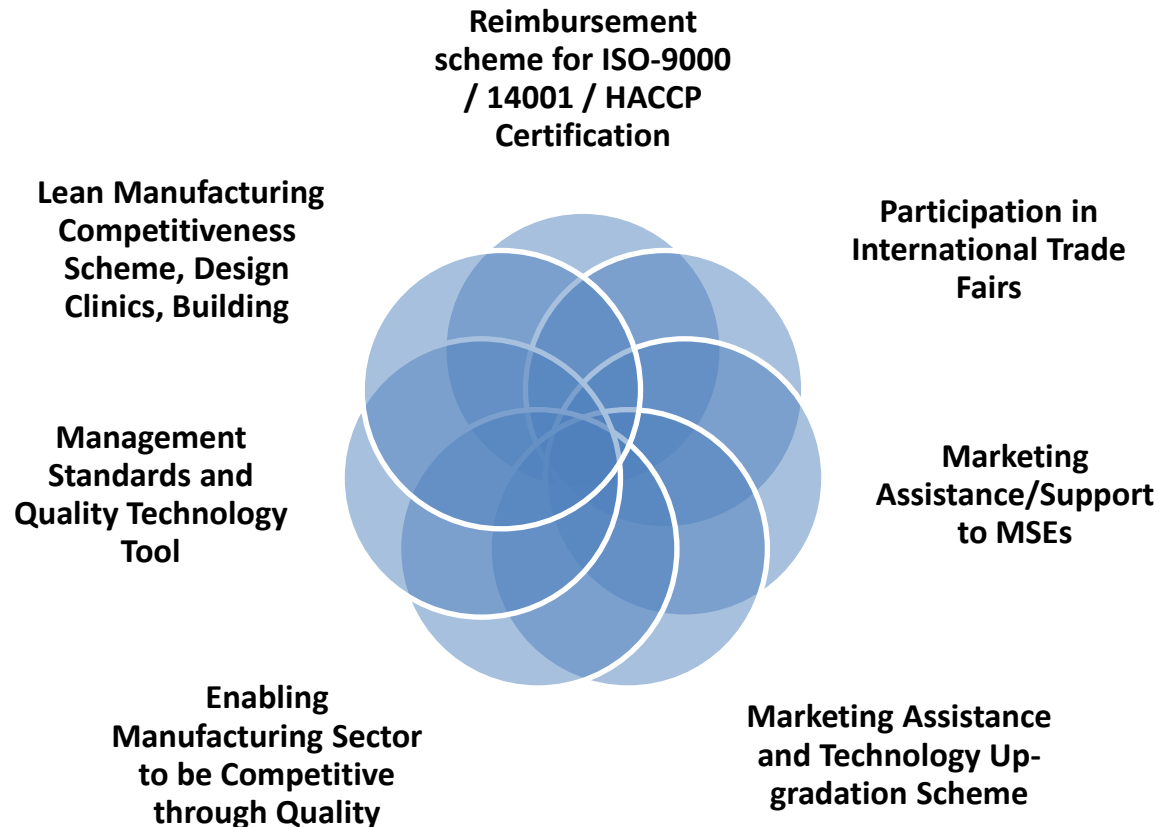 Reimbursement
scheme for ISO-9000
/ 14001 / HACCP
Certification
Participation in
International Trade
Fairs
Marketing
Assistance/Support
to MSEs
Marketing Assistance
and Technology Up-
gradation Scheme
Enabling
Manufacturing Sector
to be Competitive
through Quality
Management
Standards and
Quality Technology
Tool
Lean Manufacturing
Competitiveness
Scheme, Design
Clinics, Building